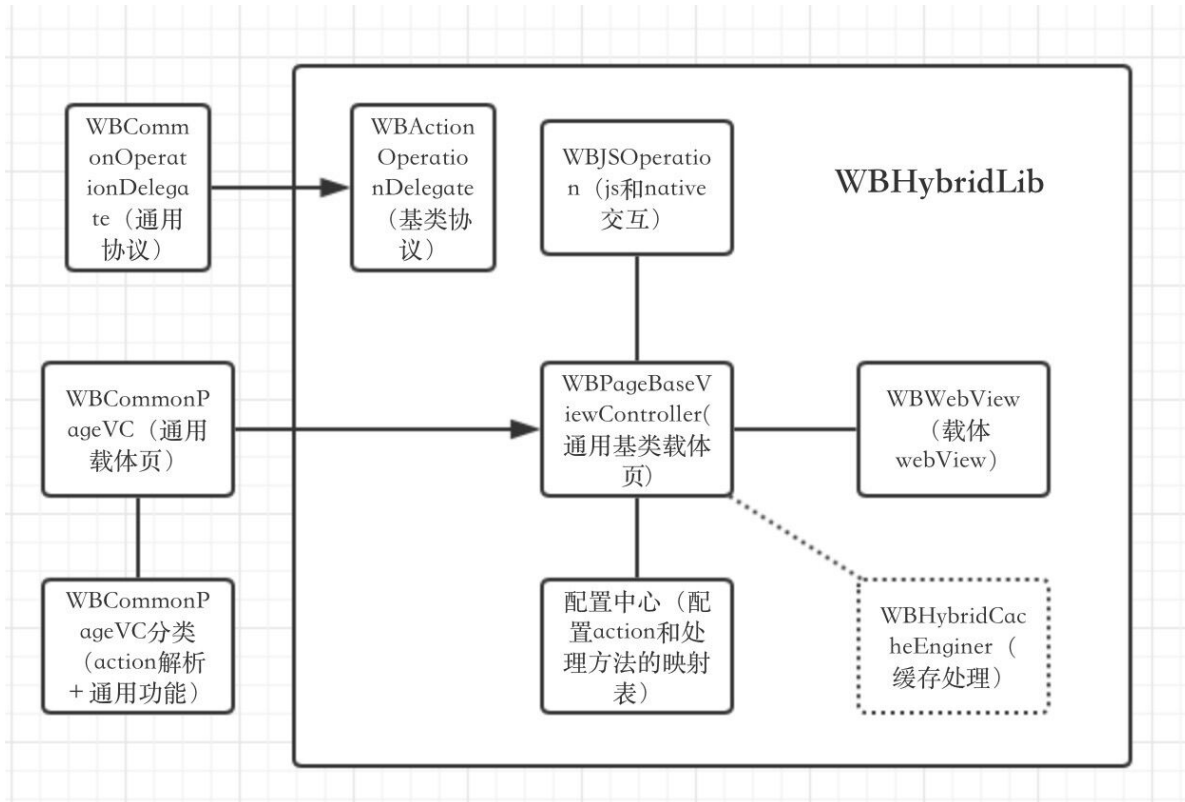 WBComm
onOperat
ionDelega
te（通用
协议）
WBAction
Operatio
nDelegate
（基类协
议）
WBJSOperatio
n（js和native
交互）
WBHybridLib
WBCommonP
ageVC（通用
载体页）
WBPageBaseV
iewController(
通用基类载体
页）
WBWebView
（载体
webView）
WBCommonP
ageVC分类
（action解析
+通用功能）
配置中心（配
置action和处
理方法的映射
表）
WBHybridCac
heEnginer（
缓存处理）